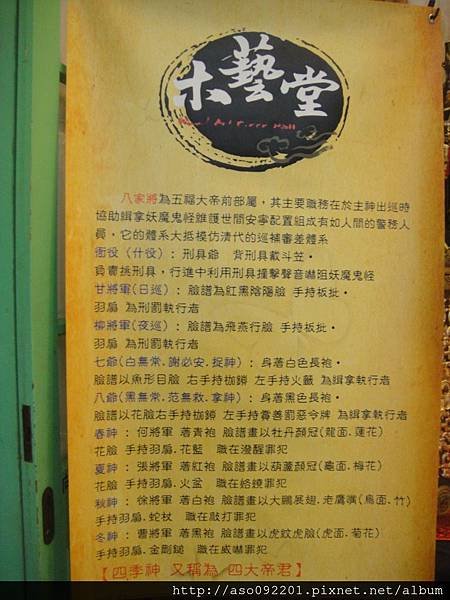 木藝堂
八家將為五福大帝前部屬，其主要職務在於主神出巡時
協助緝拿妖魔鬼怪維護世間安寧配置組成有如人間的警務人
員，它的體系大抵模仿清代的巡補審差體系
衙役（什役）：刑具爺 背刑具戴斗笠‧
負責挑刑具，行進中利用刑具撞擊聲音嚇阻妖魔鬼怪
甘將軍(日巡)：臉譜為紅黑陰陽臉 手持板批‧
羽扇 為刑罰執行者
柳將軍(夜巡)：臉譜為飛燕行臉 手持板批‧
羽扇 為刑罰執行者
七爺(白無常.謝必安.捉神)：身著白色長袍‧
臉譜以魚形目臉 右手持枷鎖 左手持火籤 為緝拿執行者
八爺(黑無常.范無救.拿神)：身著黑色長袍‧
臉譜以花臉右手持枷鎖 左手持賞善罰惡令牌 為緝拿執行者
春神：何將軍 著青袍 臉譜畫以牡丹顏冠(龍面.蓮花)
花臉 手持羽扇.花籃 職在澄醒罪犯
夏神：張將軍 著紅袍 臉譜畫以葫蘆顏冠(龜面.梅花)
花臉 手持羽扇.火盆 職在烙鐃罪犯
秋神：徐將軍 著白袍 臉譜畫以大鵬展翅.老鷹嘴(鳥面.竹)
手持羽扇.蛇杖 職在敲打罪犯
冬神：曹將軍 著黑袍 臉譜畫以虎紋虎臉(虎面.菊花)
手持羽扇.金剛鎚 職在威嚇罪犯
【四季神 又稱為 四大帝君】
http://aso092201.pixnet.net/album